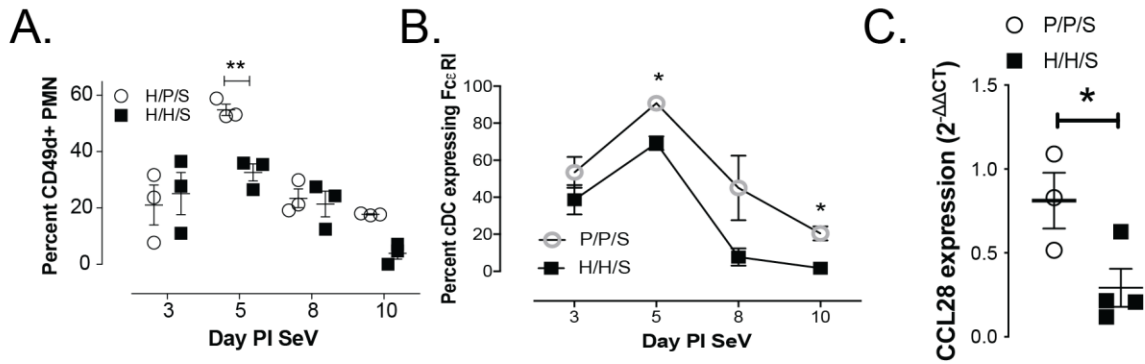 A.
Percent CD49d+ PMN
60
40
20
0
H/P/S
H/H/S
**
3
5
8
10
Day PI SeV
B.
Percent cDC expressing FcεRI
100
80
60
40
20
0
*
*
P/P/S
H/H/S
3
5
8
10
Day PI SeV
C.
P/P/S
H/H/S
CCL28 expression (2^-ΔΔCT)
1.5
1.0
0.5
0.0
*